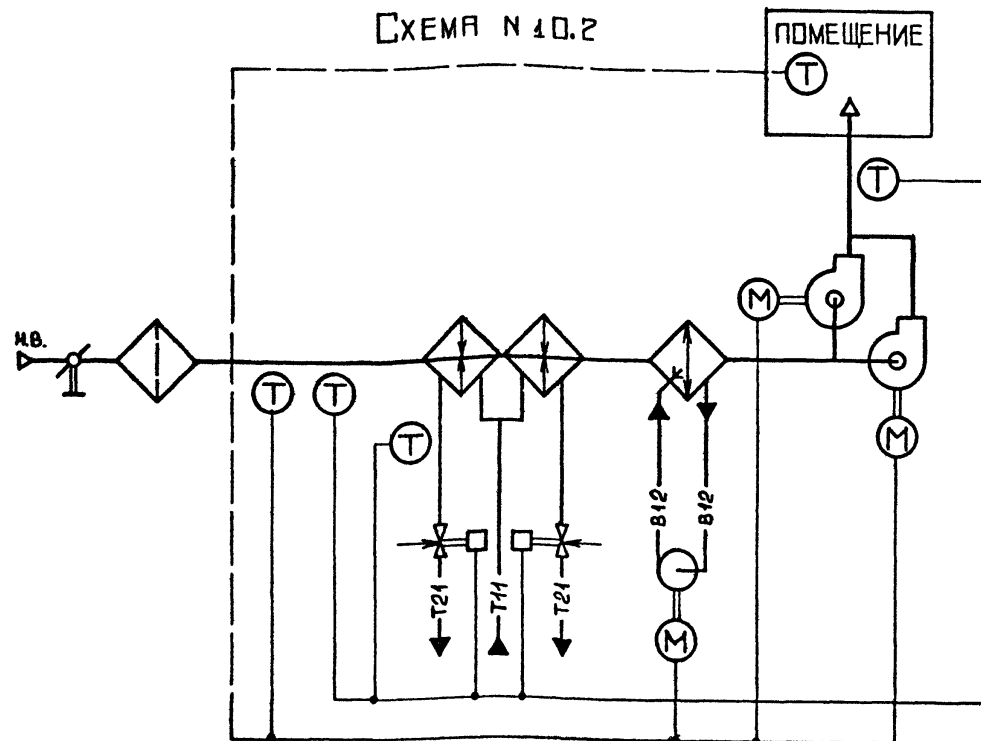 СХЕМА N 10.2
ПОМЕЩЕНИЕ
Т
Т
М
Н.В.
Т
Т
Т
М
В12
В12
Т21
Т11
Т21
М